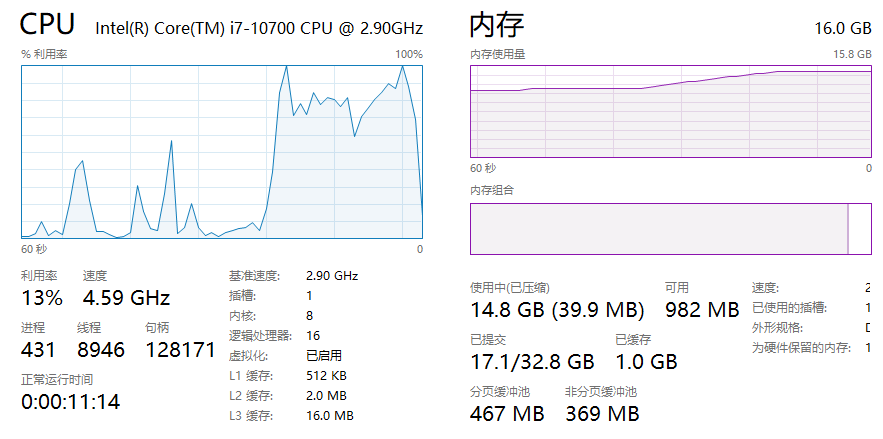 CPU Intel(R) Core(TM) i7-10700 CPU @ 2.90GHz
% 利用率 100%
60 秒 0
利用率 速度
13% 4.59 GHz
进程 线程 句柄
431 8946 128171
正常运行时间
0:00:11:14
基准速度: 2.90 GHz
插槽: 1
内核: 8
逻辑处理器: 16
虚拟化: 已启用
L1 缓存: 512 KB
L2 缓存: 2.0 MB
L3 缓存: 16.0 MB
内存 16.0 GB
内存使用量 15.8 GB
60 秒 0
内存组合
使用中(已压缩) 可用
14.8 GB (39.9 MB) 982 MB
已提交 已缓存
17.1/32.8 GB 1.0 GB
分页缓冲池 非分页缓冲池
467 MB 369 MB
速度:
已使用的插槽:
外形规格:
为硬件保留的内存: